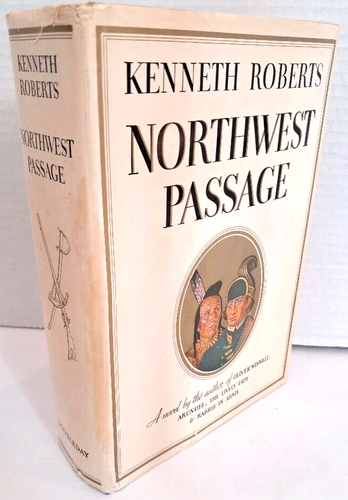 KENNETH
ROBERTS
NORTHWEST
PASSAGE
KENNETH ROBERTS
NORTHWEST
PASSAGE
A novel by the author of OLIVER WISWELL,
ARUNDEL, THE LIVELY LADY
& RABBLE IN ARMS